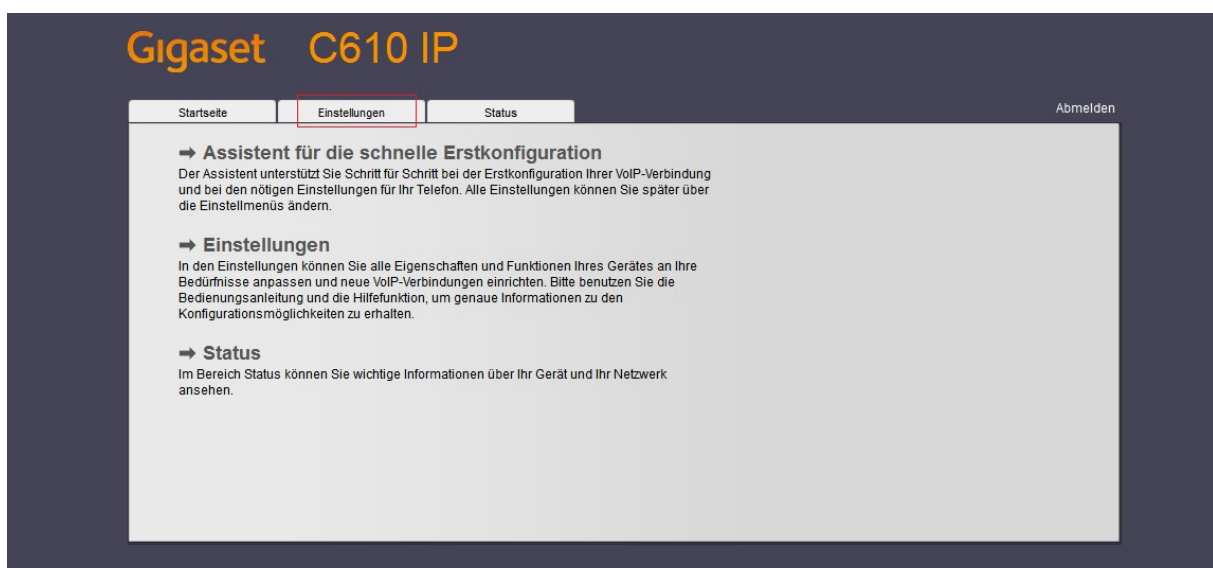 Gigaset C610 IP
Startseite Einstellungen Status Abmelden
➡ Assistent für die schnelle Erstkonfiguration
Der Assistent unterstützt Sie Schritt für Schritt bei der Erstkonfiguration Ihrer VoIP-Verbindung
und bei den nötigen Einstellungen für Ihr Telefon. Alle Einstellungen können Sie später über
die Einstellmenüs ändern.
➡ Einstellungen
In den Einstellungen können Sie alle Eigenschaften und Funktionen Ihres Gerätes an Ihre
Bedürfnisse anpassen und neue VoIP-Verbindungen einrichten. Bitte benutzen Sie die
Bedienungsanleitung und die Hilfefunktion, um genaue Informationen zu den
Konfigurationsmöglichkeiten zu erhalten.
➡ Status
Im Bereich Status können Sie wichtige Informationen über Ihr Gerät und Ihr Netzwerk
ansehen.